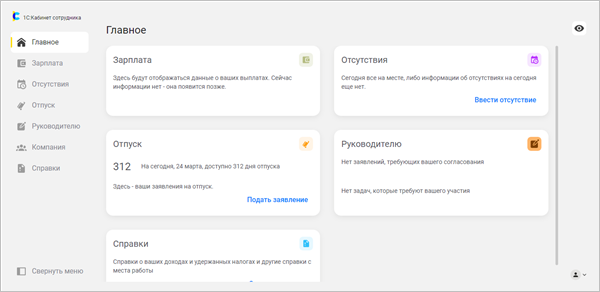 1С:Кабинет сотрудника
Главное
Зарплата
Отсутствия
Отпуск
Руководителю
Компания
Справки
Свернуть меню
Главное
Зарплата
Здесь будут отображаться данные о ваших выплатах. Сейчас
информации нет - она появится позже.
Отсутствия
Сегодня все на месте, либо информации об отсутствиях на сегодня
еще нет.
Ввести отсутствие
Отпуск
312 На сегодня, 24 марта, доступно 312 дня отпуска
Здесь - ваши заявления на отпуск.
Подать заявление
Руководителю
Нет заявлений, требующих вашего согласования
Нет задач, которые требуют вашего участия
Справки
Справки о ваших доходах и удержанных налогах и другие справки с
места работы